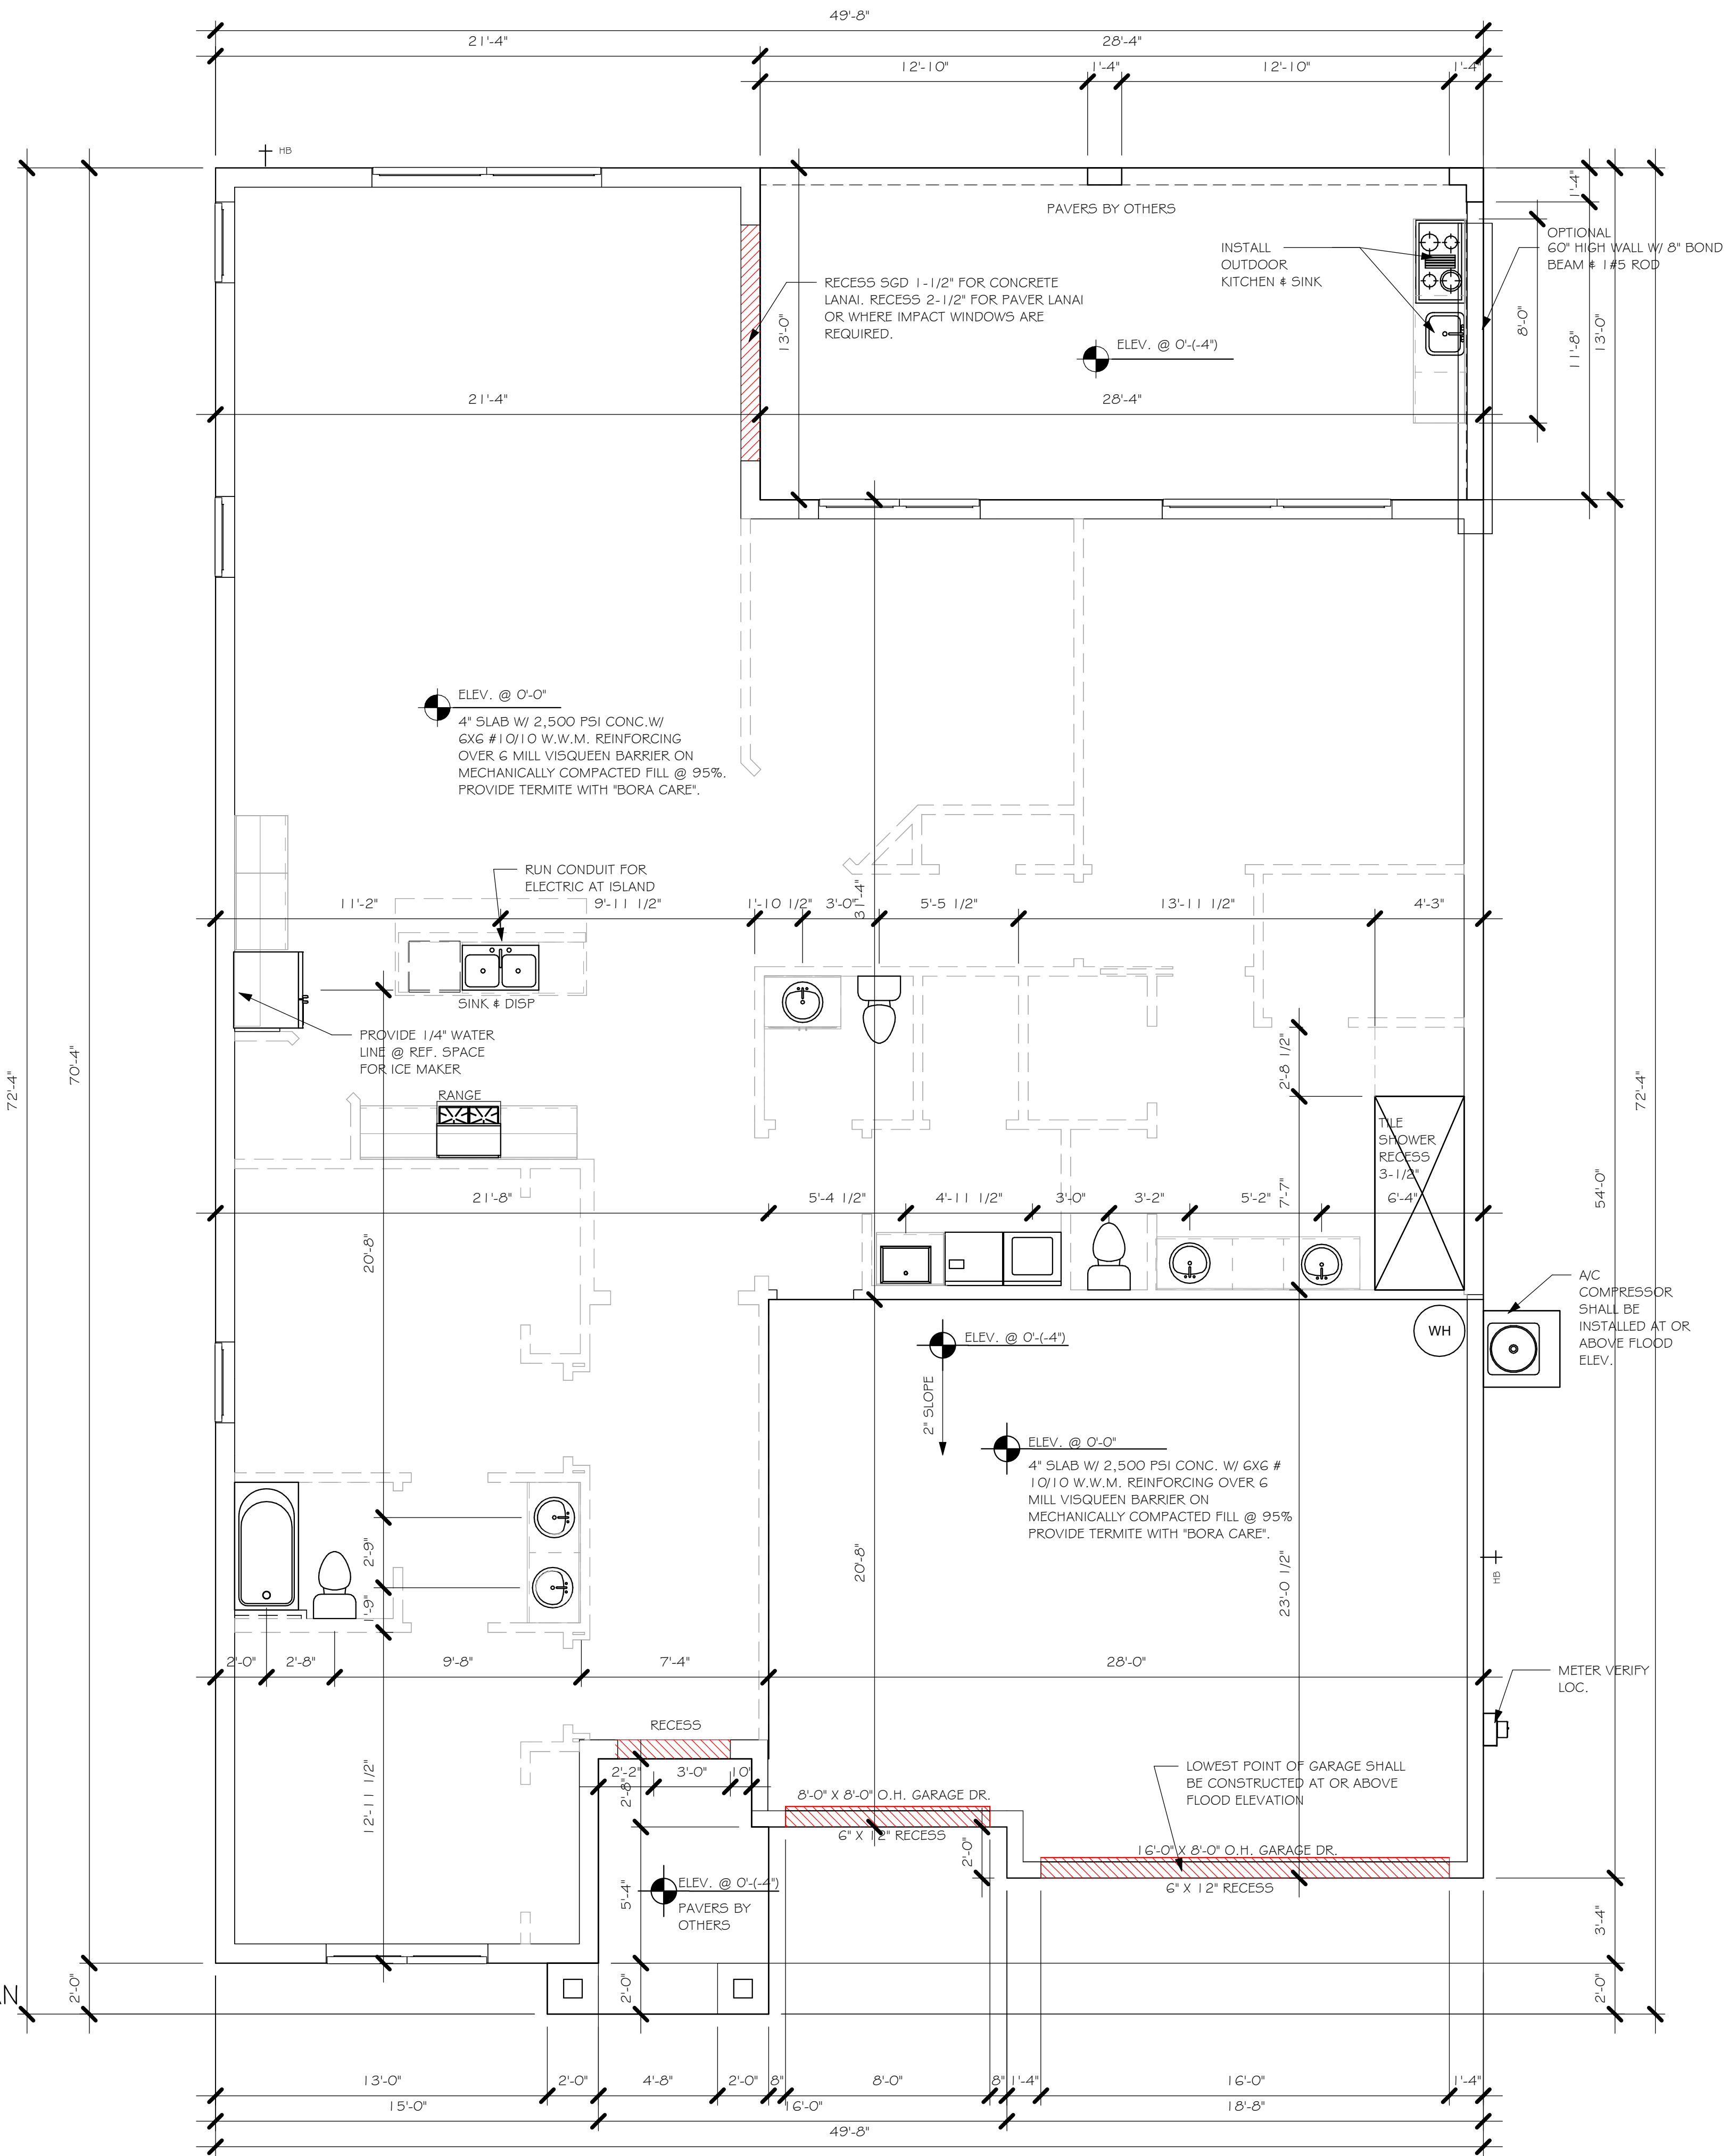 49'-8"
21'-4"
28'-4"
12'-10"
1'-4"
12'-10"
1'-4"
HB
PAVERS BY OTHERS
1'-4"
INSTALL
OUTDOOR
KITCHEN & SINK
OPTIONAL
60" HIGH WALL W/ 8" BOND
BEAM & 1#5 ROD
RECESS SGD 1-1/2" FOR CONCRETE
LANAI. RECESS 2-1/2" FOR PAVER LANAI
OR WHERE IMPACT WINDOWS ARE
REQUIRED.
13'-0"
8'-0"
11'-8"
13'-0"
ELEV. @ 0'-(-4")
21'-4"
28'-4"
ELEV. @ 0'-0"
4" SLAB W/ 2,500 PSI CONC.W/
6X6 #10/10 W.W.M. REINFORCING
OVER 6 MILL VISQUEEN BARRIER ON
MECHANICALLY COMPACTED FILL @ 95%.
PROVIDE TERMITE WITH "BORA CARE".
RUN CONDUIT FOR
ELECTRIC AT ISLAND
11'-2"
9'-11 1/2"
1'-10 1/2"
3'-0"
31'-4"
5'-5 1/2"
13'-11 1/2"
4'-3"
SINK & DISP
PROVIDE 1/4" WATER
LINE @ REF. SPACE
FOR ICE MAKER
72'-4"
70'-4"
2'-8 1/2"
72'-4"
RANGE
TILE
SHOWER
RECESS
3-1/2"
54'-0"
21'-8"
5'-4 1/2"
4'-11 1/2"
3'-0"
3'-2"
5'-2"
7'-7"
6'-4"
20'-8"
A/C
COMPRESSOR
SHALL BE
INSTALLED AT OR
ABOVE FLOOD
ELEV.
WH
ELEV. @ 0'-(-4")
2" SLOPE
ELEV. @ 0'-0"
4" SLAB W/ 2,500 PSI CONC. W/ 6X6 #
10/10 W.W.M. REINFORCING OVER 6
MILL VISQUEEN BARRIER ON
MECHANICALLY COMPACTED FILL @ 95%
PROVIDE TERMITE WITH "BORA CARE".
2'-9"
20'-8"
23'-0 1/2"
HB
1'-9"
2'-0"
2'-8"
9'-8"
7'-4"
28'-0"
METER VERIFY
LOC.
RECESS
2'-2"
3'-0"
10"
2'-8"
12'-11 1/2"
LOWEST POINT OF GARAGE SHALL
BE CONSTRUCTED AT OR ABOVE
FLOOD ELEVATION
8'-0" X 8'-0" O.H. GARAGE DR.
6" X 12" RECESS
2'-0"
16'-0" X 8'-0" O.H. GARAGE DR.
6" X 12" RECESS
ELEV. @ 0'-(-4")
PAVERS BY
OTHERS
5'-4"
3'-4"
2'-0"
2'-0"
2'-0"
13'-0"
2'-0"
4'-8"
2'-0"
8"
8'-0"
8"
1'-4"
16'-0"
1'-4"
15'-0"
16'-0"
18'-8"
49'-8"